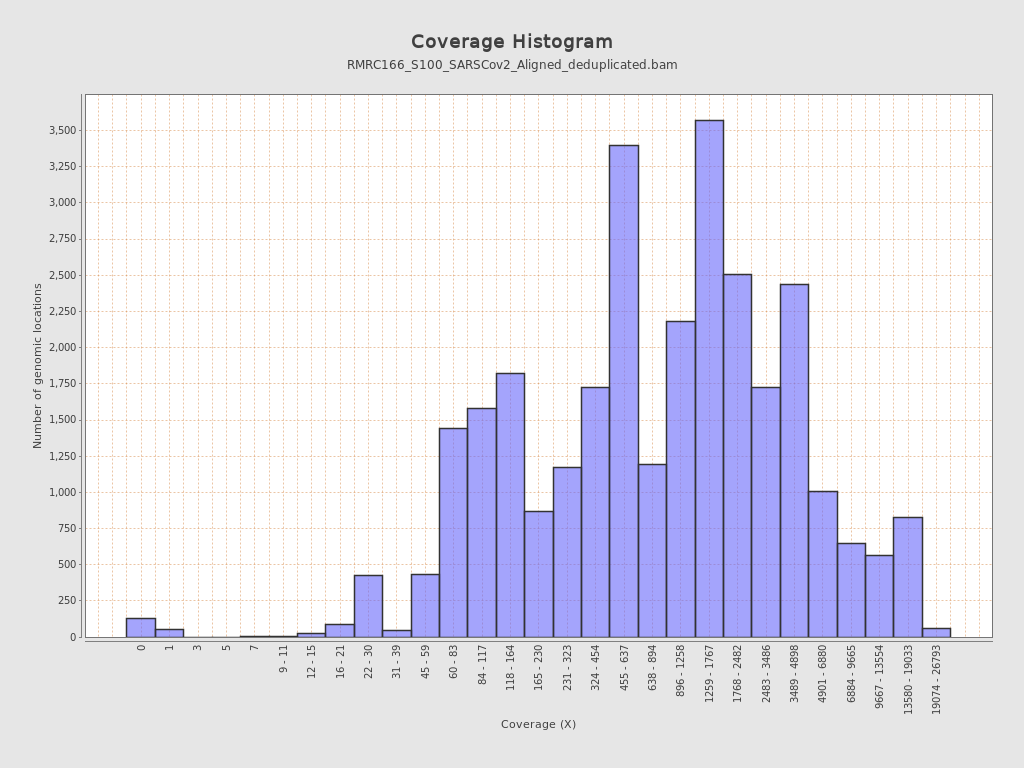 Coverage Histogram
RMRC166_S100_SARSCov2_Aligned_deduplicated.bam
Number of genomic locations
3,500
3,250
3,000
2,750
2,500
2,250
2,000
1,750
1,500
1,250
1,000
750
500
250
0
0
1
3
5
7
9 - 11
12 - 15
16 - 21
22 - 30
31 - 39
45 - 59
60 - 83
84 - 117
118 - 164
165 - 230
231 - 323
324 - 454
455 - 637
638 - 894
896 - 1258
1259 - 1767
1768 - 2482
2483 - 3486
3489 - 4898
4901 - 6880
6884 - 9665
9667 - 13554
13580 - 19033
19074 - 26793
Coverage (X)